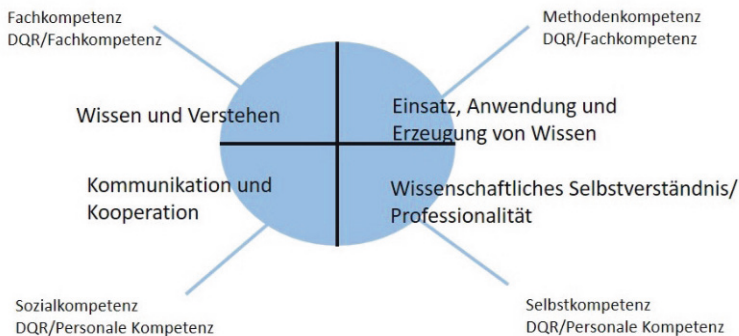 Fachkompetenz
DQR/Fachkompetenz
Methodenkompetenz
DQR/Fachkompetenz
Wissen und Verstehen
Einsatz, Anwendung und
Erzeugung von Wissen
Kommunikation und
Kooperation
Wissenschaftliches Selbstverständnis/
Professionalität
Sozialkompetenz
DQR/Personale Kompetenz
Selbstkompetenz
DQR/Personale Kompetenz